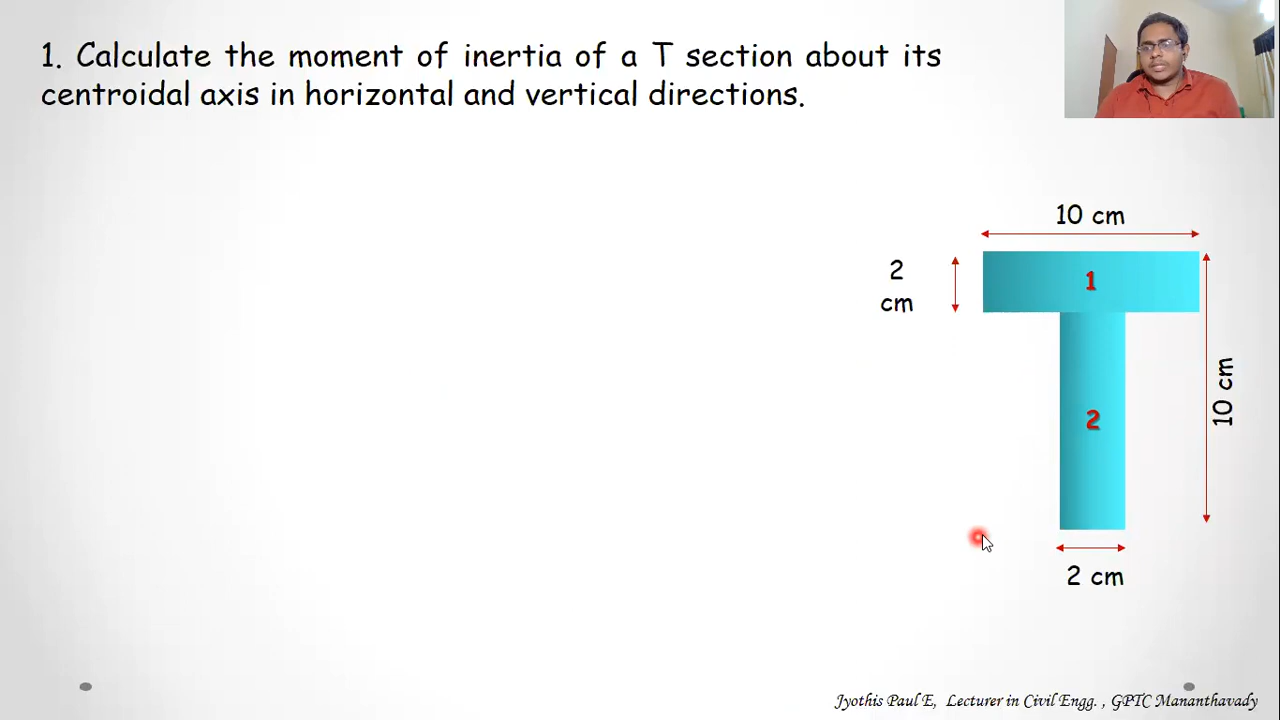 1. Calculate the moment of inertia of a T section about its
centroidal axis in horizontal and vertical directions.
10 cm
2
cm
1
10 cm
2
2 cm
Jyothis Paul E, Lecturer in Civil Engg. , GPTC Mananthavady